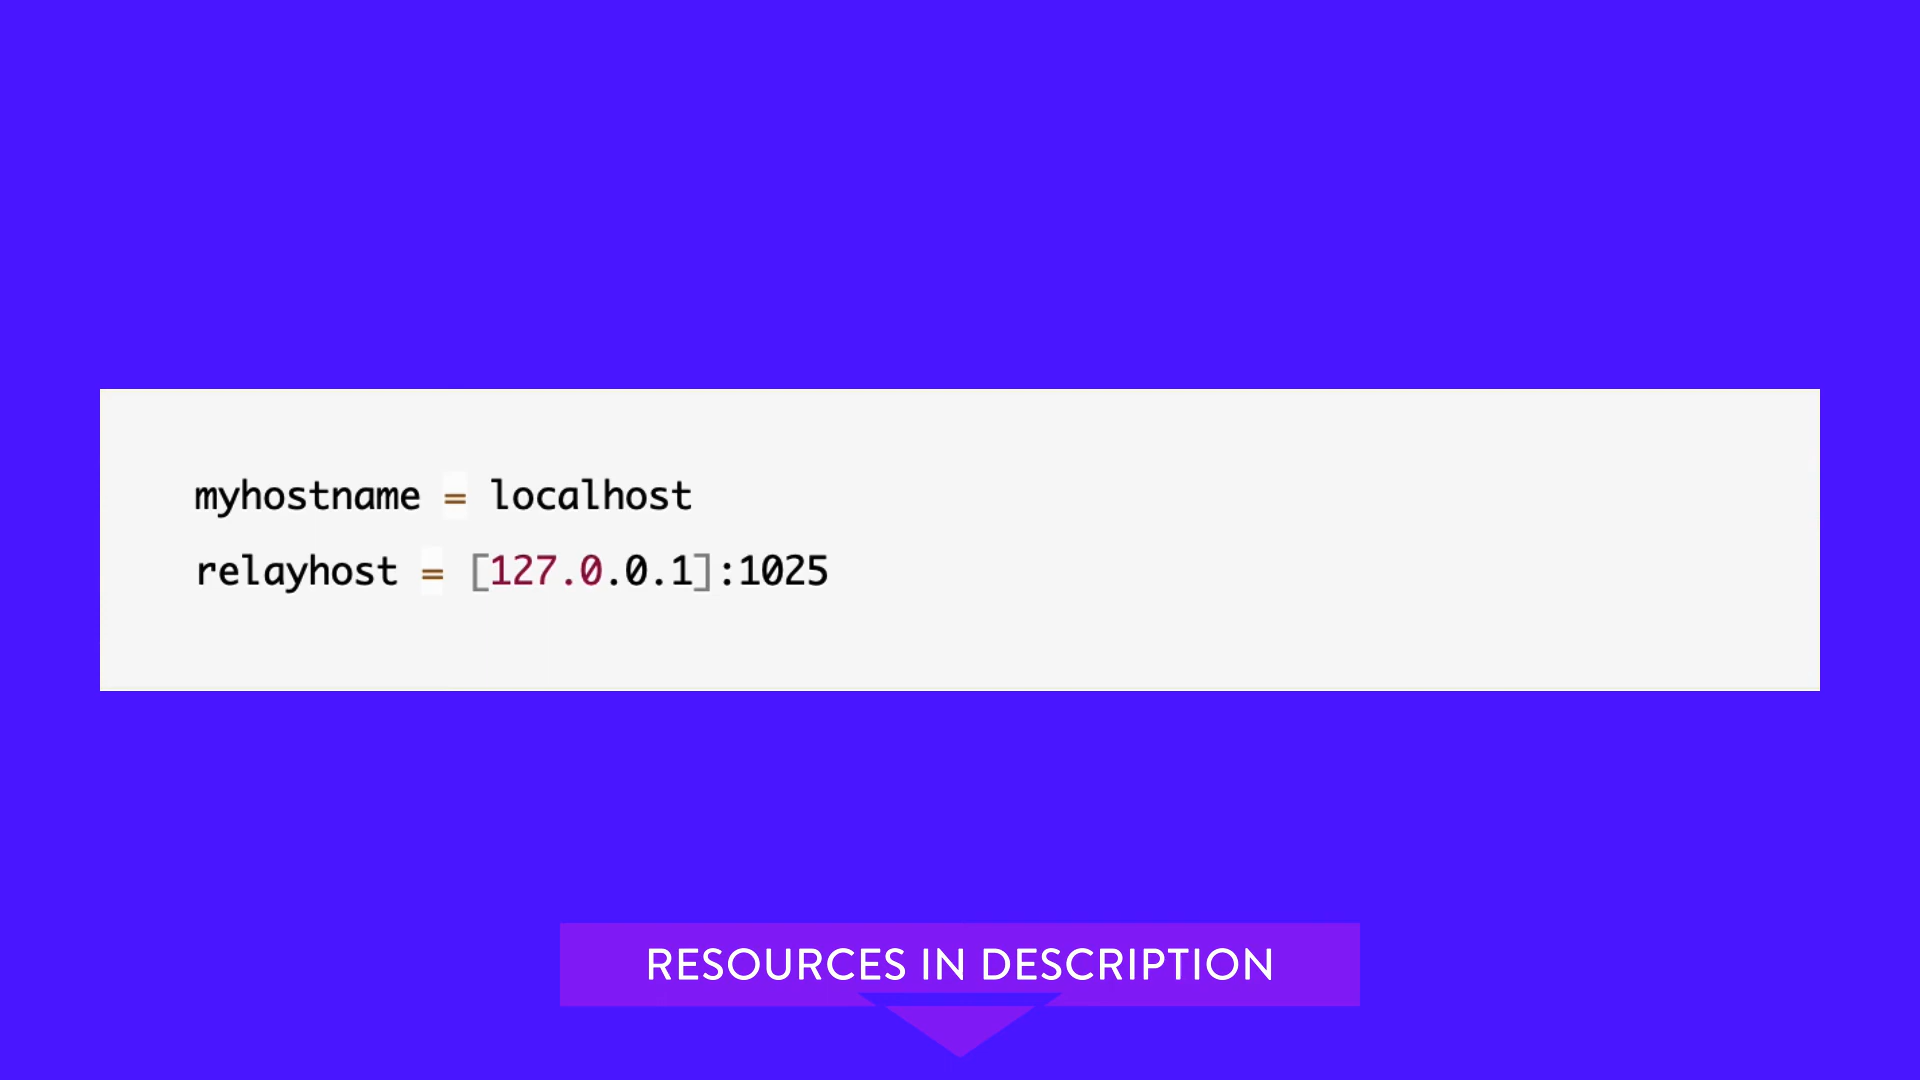 myhostname = localhost
relayhost = [127.0.0.1]:1025
RESOURCES IN DESCRIPTION